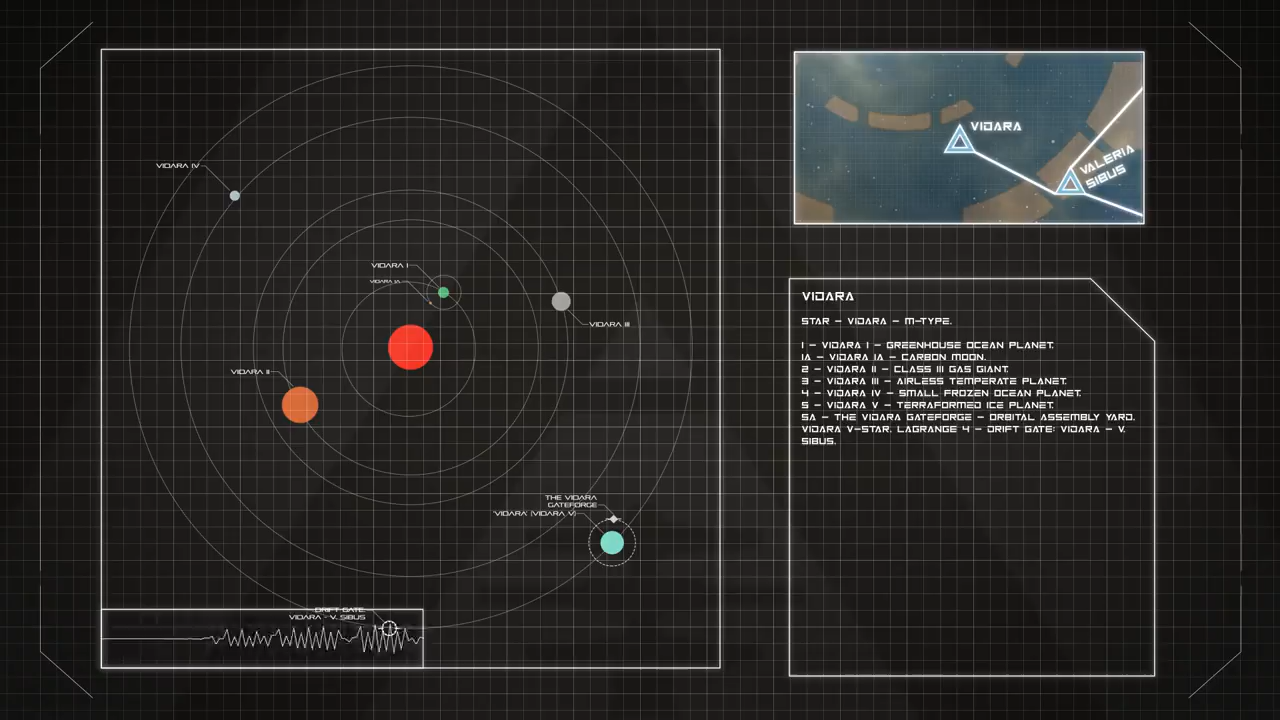 VIDARA IV
VIDARA I
VIDARA IA
VIDARA III
VIDARA II
THE VIDARA
GATEFORGE
'VIDARA' (VIDARA V)
DRIFT GATE:
VIDARA - V. SIBUS
VIDARA
VALERIA
SIBUS
VIDARA
STAR - VIDARA - M-TYPE.
1 - VIDARA I - GREENHOUSE OCEAN PLANET.
1A - VIDARA IA - CARBON MOON.
2 - VIDARA II - CLASS III GAS GIANT.
3 - VIDARA III - AIRLESS TEMPERATE PLANET.
4 - VIDARA IV - SMALL FROZEN OCEAN PLANET.
5 - VIDARA V - TERRAFORMED ICE PLANET.
5A - THE VIDARA GATEFORGE - ORBITAL ASSEMBLY YARD.
VIDARA V-STAR. LAGRANGE 4 - DRIFT GATE: VIDARA - V.
SIBUS.